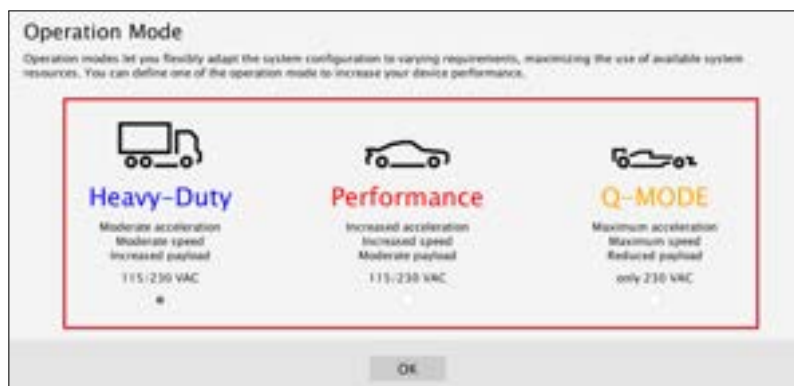 Operation Mode
Operation modes let you flexibly adapt the system configuration to varying requirements, maximizing the use of available system
resources. You can define one of the operation mode to increase your device performance.
Heavy-Duty
Moderate acceleration
Moderate speed
Increased payload
115/230 VAC
Performance
Increased acceleration
Increased speed
Moderate payload
115/230 VAC
Q-MODE
Maximum acceleration
Maximum speed
Reduced payload
only 230 VAC
OK